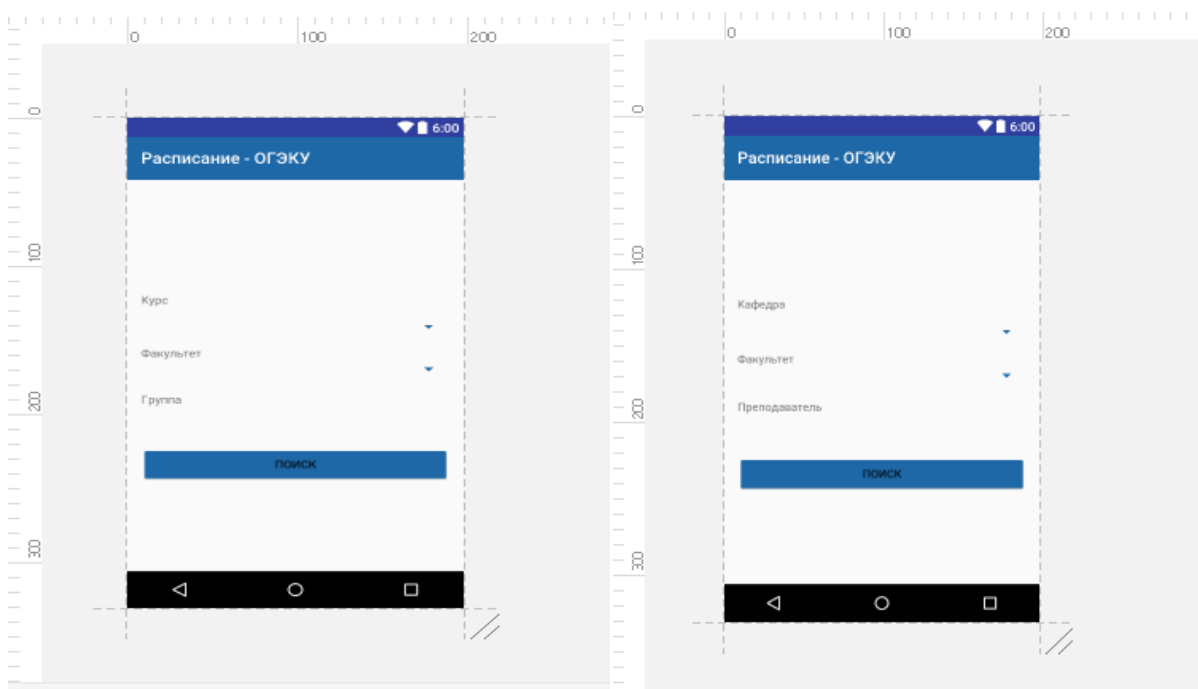 0 100 200
0
6:00
Расписание - ОГЭКУ
100
Курс
Факультет
200
Группа
ПОИСК
300
0 100 200
0
6:00
Расписание - ОГЭКУ
100
Кафедра
Факультет
200
Преподаватель
ПОИСК
300